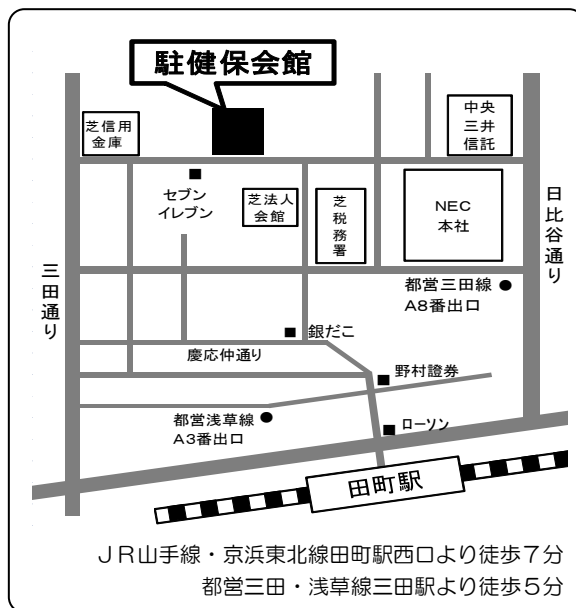 駐健保会館
芝信用
金庫
中央
三井
信託
セブン
イレブン
芝法人
会館
芝
税
務
署
NEC
本社
日比谷通り
三田通り
都営三田線
A8番出口
銀だこ
慶応仲通り
野村證券
都営浅草線
A3番出口
ローソン
田町駅
JR山手線・京浜東北線田町駅西口より徒歩7分
都営三田・浅草線三田駅より徒歩5分